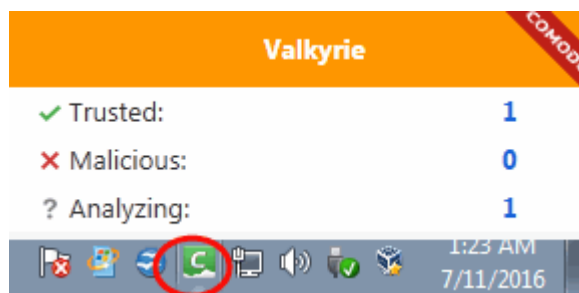 Valkyrie
COMOD
✓ Trusted: 1
✕ Malicious: 0
? Analyzing: 1
1:23 AM
7/11/2016